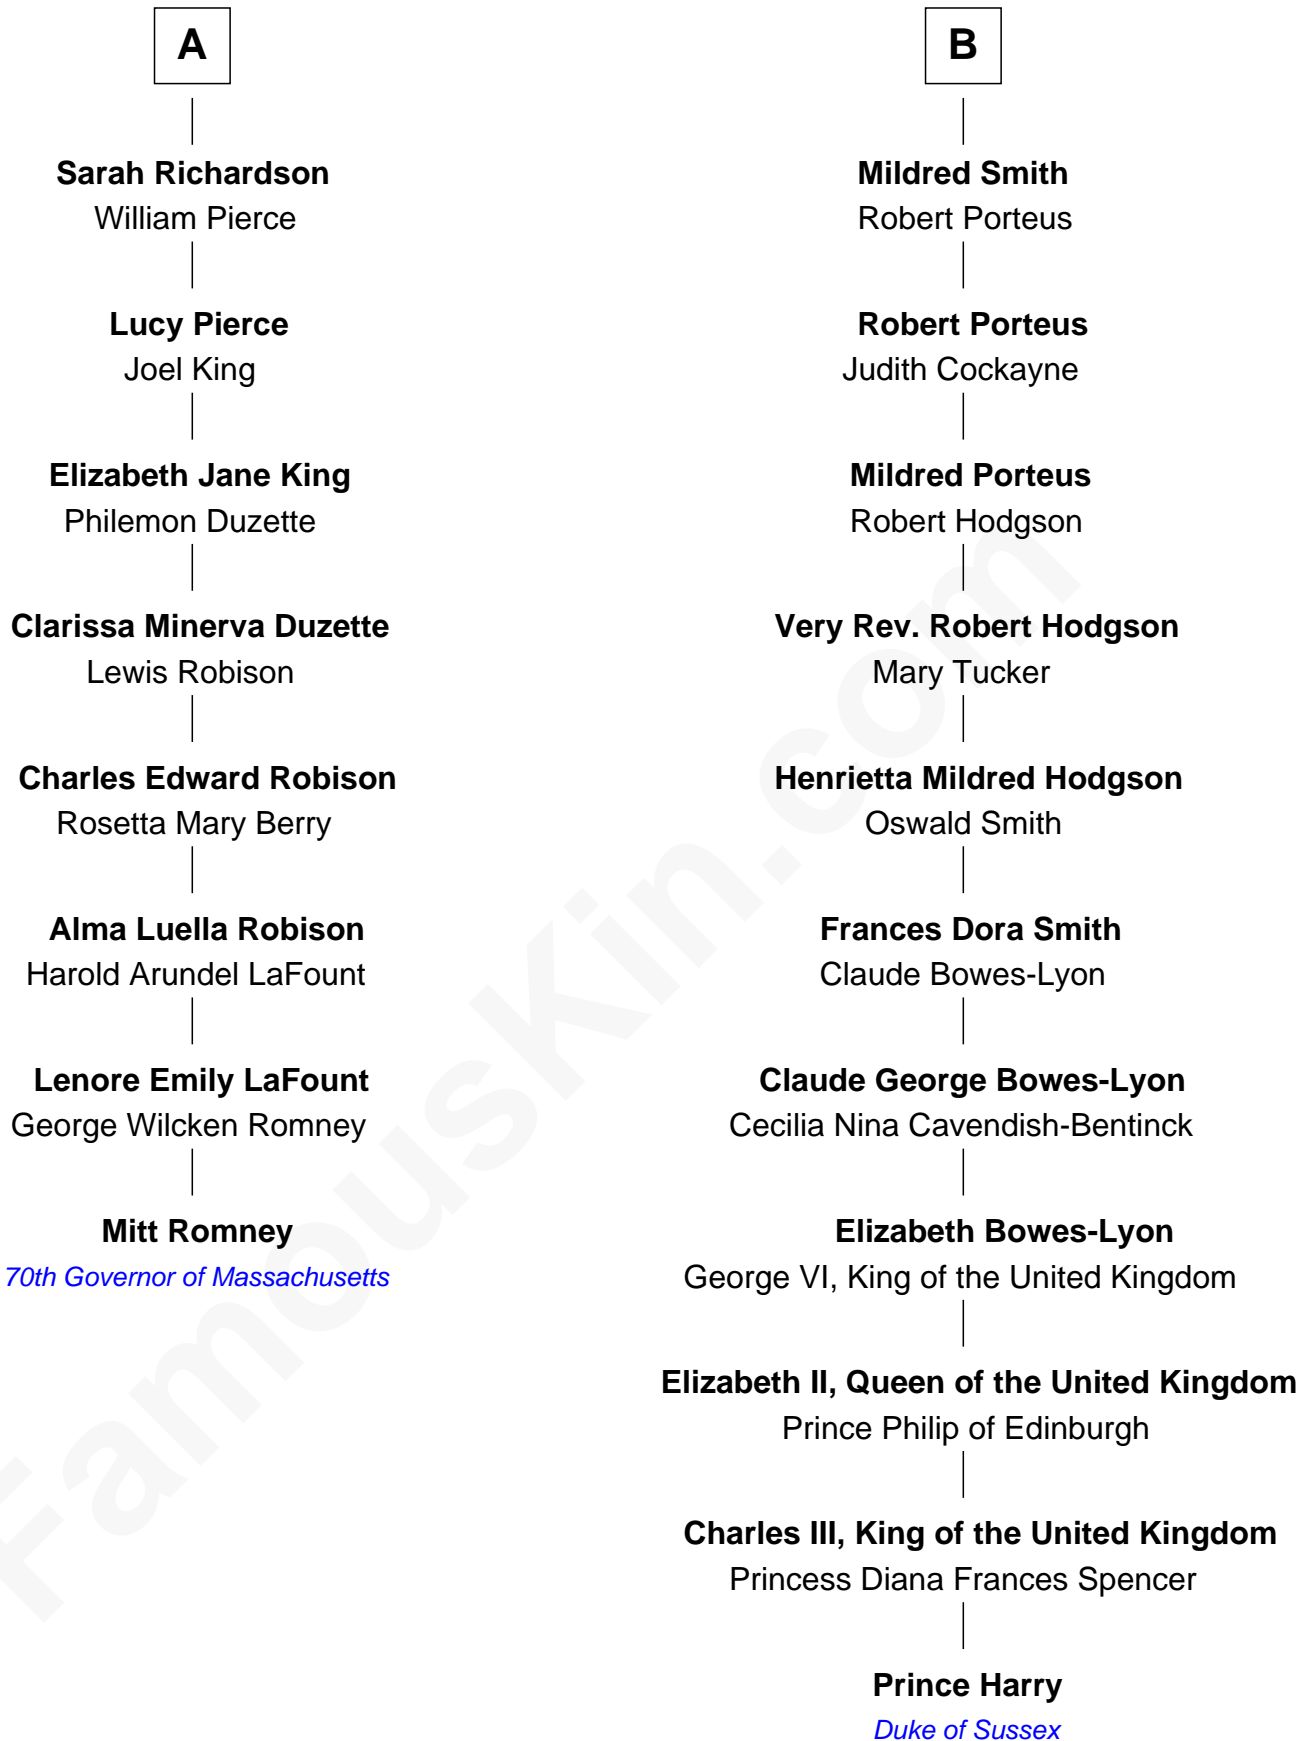 A
Sarah Richardson
William Pierce
Lucy Pierce
Joel King
Elizabeth Jane King
Philemon Duzette
Clarissa Minerva Duzette
Lewis Robison
Charles Edward Robison
Rosetta Mary Berry
Alma Luella Robison
Harold Arundel LaFount
Lenore Emily LaFount
George Wilcken Romney
Mitt Romney
70th Governor of Massachusetts
B
Mildred Smith
Robert Porteus
Robert Porteus
Judith Cockayne
Mildred Porteus
Robert Hodgson
Very Rev. Robert Hodgson
Mary Tucker
Henrietta Mildred Hodgson
Oswald Smith
Frances Dora Smith
Claude Bowes-Lyon
Claude George Bowes-Lyon
Cecilia Nina Cavendish-Bentinck
Elizabeth Bowes-Lyon
George VI, King of the United Kingdom
Elizabeth II, Queen of the United Kingdom
Prince Philip of Edinburgh
Charles III, King of the United Kingdom
Princess Diana Frances Spencer
Prince Harry
Duke of Sussex
FamousKin.com